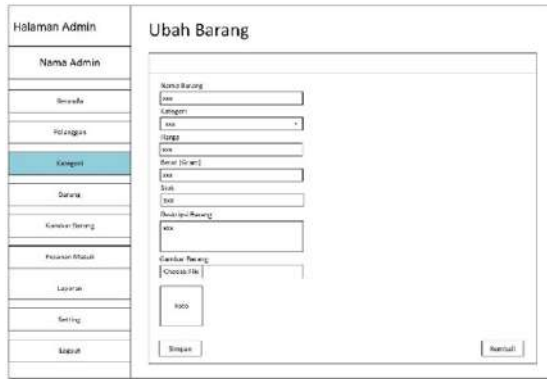 Halaman Admin
Nama Admin
Beranda
Pelanggan
Kategori
Barang
Gambar Barang
Pesanan Masuk
Laporan
Setting
Logout
Ubah Barang
Nama Barang
xxx
Kategori
xxx
Harga
xxx
Berat (Gram)
xxx
Stok
xxx
Deskripsi Barang
xxx
Gambar Barang
Choose File
Simpan
Kembali